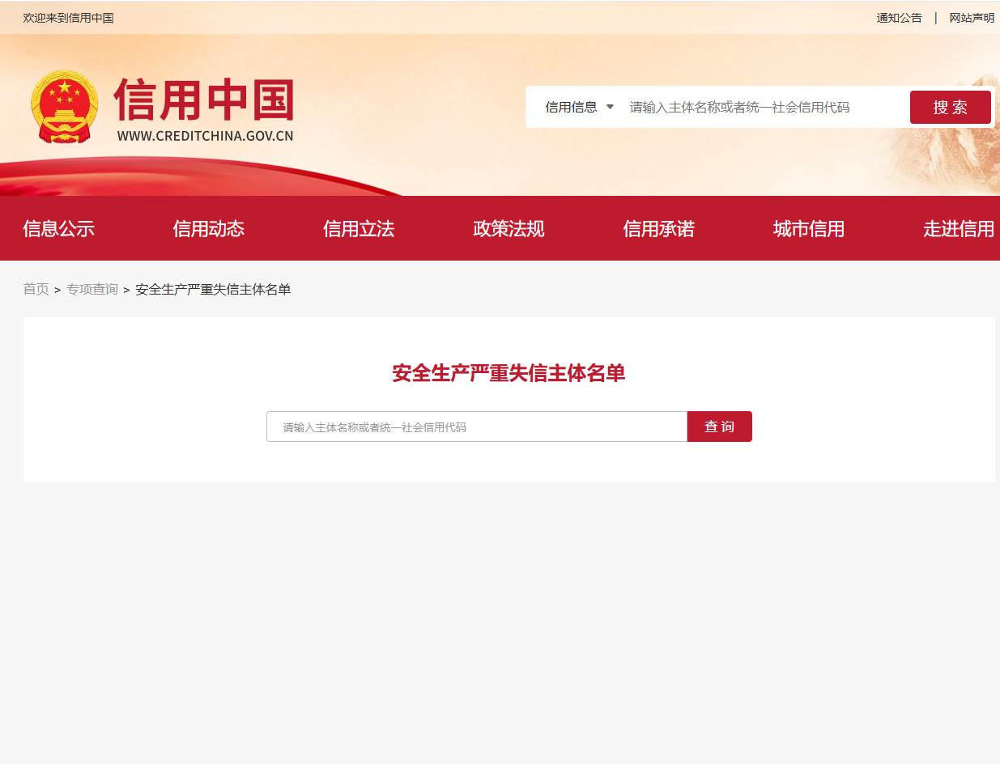 欢迎来到信用中国
通知公告 | 网站声明
信用中国
WWW.CREDITCHINA.GOV.CN
信用信息 请输入主体名称或者统一社会信用代码 搜 索
信息公示 信用动态 信用立法 政策法规 信用承诺 城市信用 走进信用
首页 > 专项查询 > 安全生产严重失信主体名单
安全生产严重失信主体名单
请输入主体名称或者统一社会信用代码 查 询